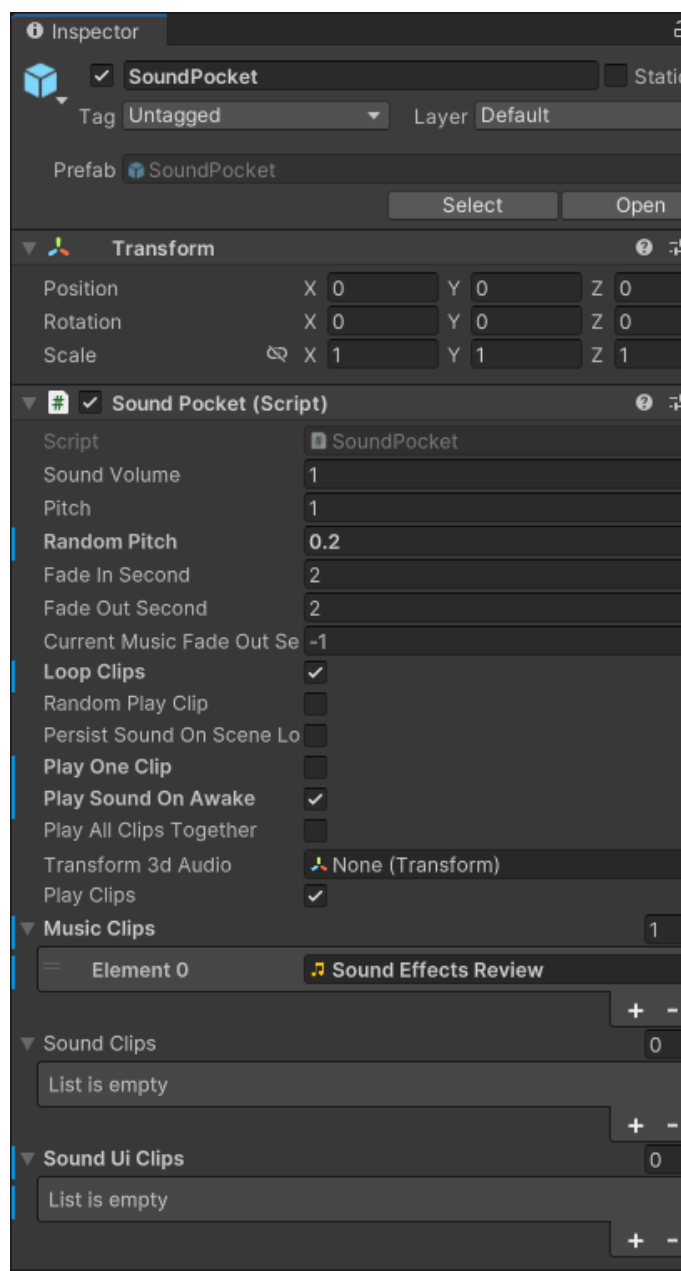 Inspector
SoundPocket Static
Tag Untagged Layer Default
Prefab SoundPocket
Select Open
Transform
Position X 0 Y 0 Z 0
Rotation X 0 Y 0 Z 0
Scale X 1 Y 1 Z 1
# Sound Pocket (Script)
Script SoundPocket
Sound Volume 1
Pitch 1
Random Pitch 0.2
Fade In Second 2
Fade Out Second 2
Current Music Fade Out Se -1
Loop Clips
Random Play Clip
Persist Sound On Scene Lo
Play One Clip
Play Sound On Awake
Play All Clips Together
Transform 3d Audio None (Transform)
Play Clips
Music Clips 1
Element 0 Sound Effects Review
+ -
Sound Clips 0
List is empty
+ -
Sound Ui Clips 0
List is empty
+ -